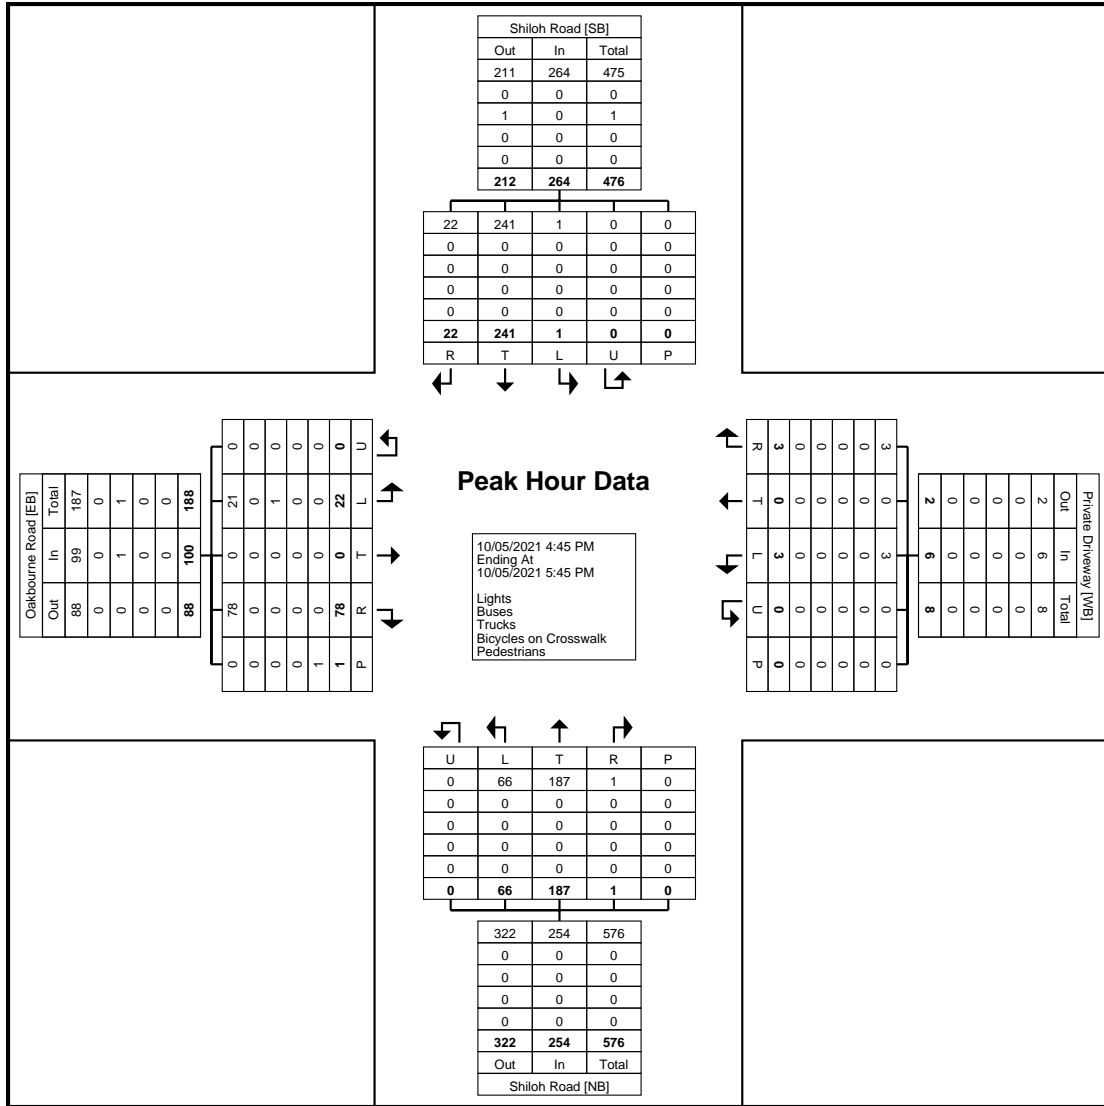 Shiloh Road [SB]
Out In Total
211 264 475
0 0 0
1 0 1
0 0 0
0 0 0
212 264 476
22 241 1 0 0
0 0 0 0 0
0 0 0 0 0
0 0 0 0 0
0 0 0 0 0
22 241 1 0 0
R T L U P
Oakbourne Road [EB]
Total In Out
187 99 88
0 0 0
1 1 0
0 0 0
0 0 0
188 100 88
0 21 0 78 0
0 0 0 0 0
0 1 0 0 0
0 0 0 0 0
0 0 0 0 1
0 22 0 78 1
U L T R P
Peak Hour Data
10/05/2021 4:45 PM
Ending At
10/05/2021 5:45 PM
Lights
Buses
Trucks
Bicycles on Crosswalk
Pedestrians
R T L U P
3 0 3 0 0
0 0 0 0 0
0 0 0 0 0
0 0 0 0 0
0 0 0 0 0
3 0 3 0 0
Private Driveway [WB]
Out In Total
2 6 8
0 0 0
0 0 0
0 0 0
0 0 0
2 6 8
U L T R P
0 66 187 1 0
0 0 0 0 0
0 0 0 0 0
0 0 0 0 0
0 0 0 0 0
0 66 187 1 0
322 254 576
0 0 0
0 0 0
0 0 0
0 0 0
322 254 576
Out In Total
Shiloh Road [NB]